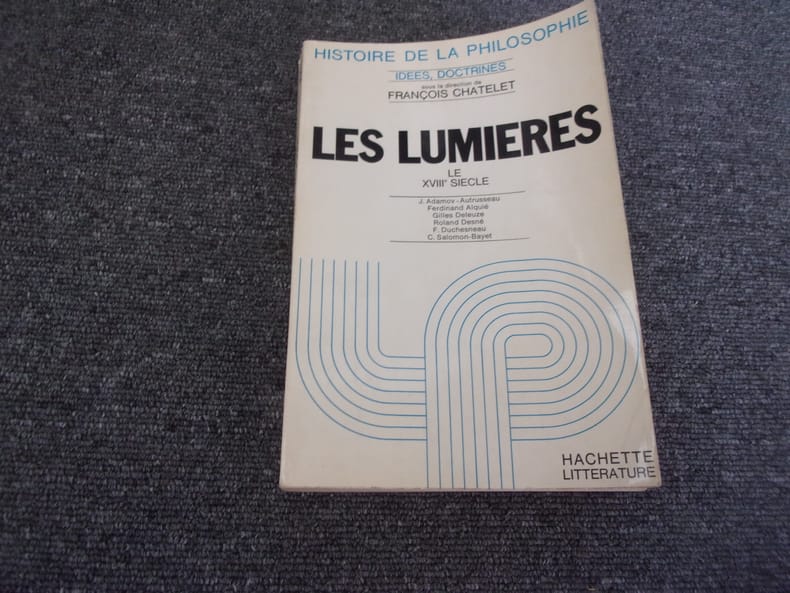 HISTOIRE DE LA PHILOSOPHIE
IDEES, DOCTRINES
sous la direction de
FRANÇOIS CHATELET
LES LUMIERES
LE
XVIIIe SIECLE
J. Adamov-Autrusseau
Ferdinand Alquié
Gilles Deleuze
Roland Desné
F. Duchesneau
C. Salomon-Bayet
HACHETTE
LITTERATURE